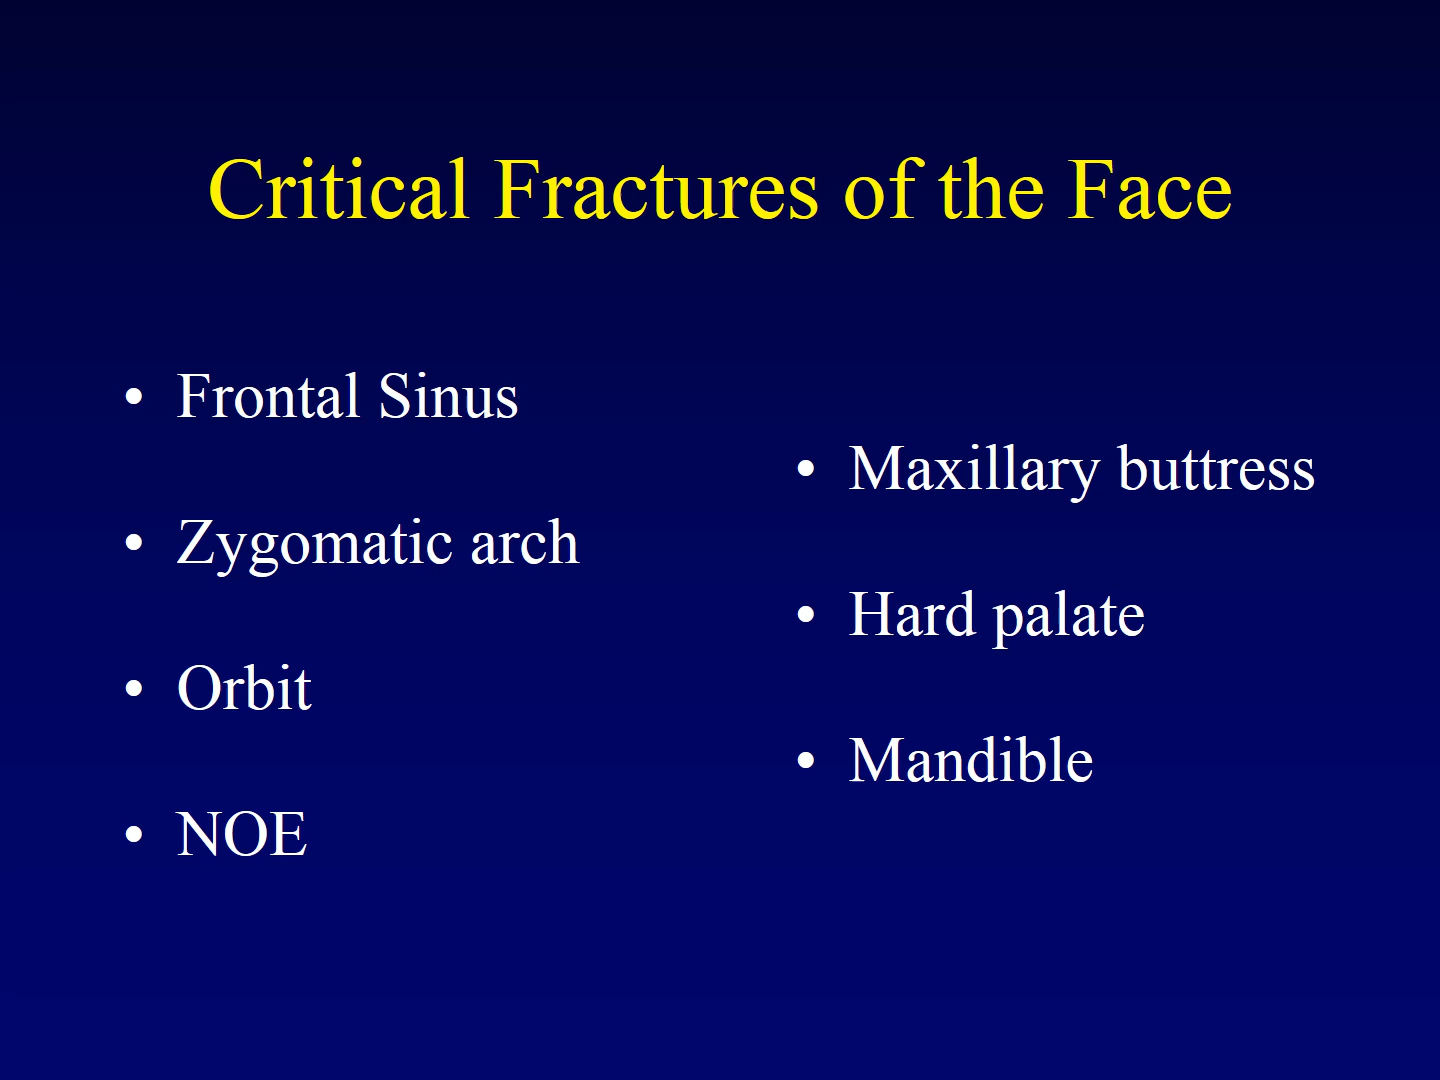 Critical Fractures of the Face
• Frontal Sinus
• Zygomatic arch
• Orbit
• NOE
• Maxillary buttress
• Hard palate
• Mandible